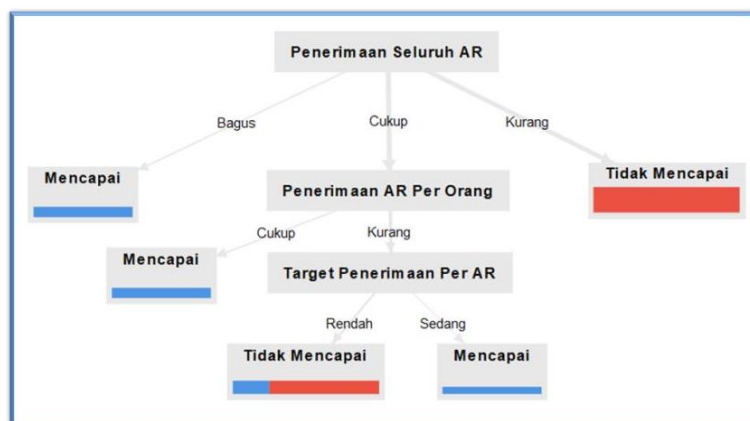 Penerimaan Seluruh AR
Bagus
Cukup
Kurang
Mencapai
Penerimaan AR Per Orang
Tidak Mencapai
Cukup
Kurang
Mencapai
Target Penerimaan Per AR
Rendah
Sedang
Tidak Mencapai
Mencapai